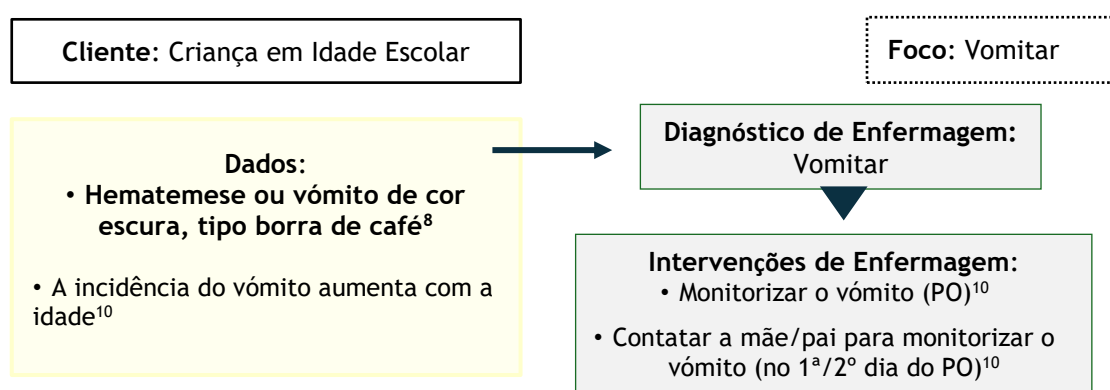 Cliente: Criança em Idade Escolar
Foco: Vomitar
Dados:
• Hematemese ou vómito de cor
escura, tipo borra de café⁸
• A incidência do vómito aumenta com a
idade¹⁰
Diagnóstico de Enfermagem:
Vomitar
Intervenções de Enfermagem:
• Monitorizar o vómito (PO)¹⁰
• Contatar a mãe/pai para monitorizar o
vómito (no 1ª/2º dia do PO)¹⁰